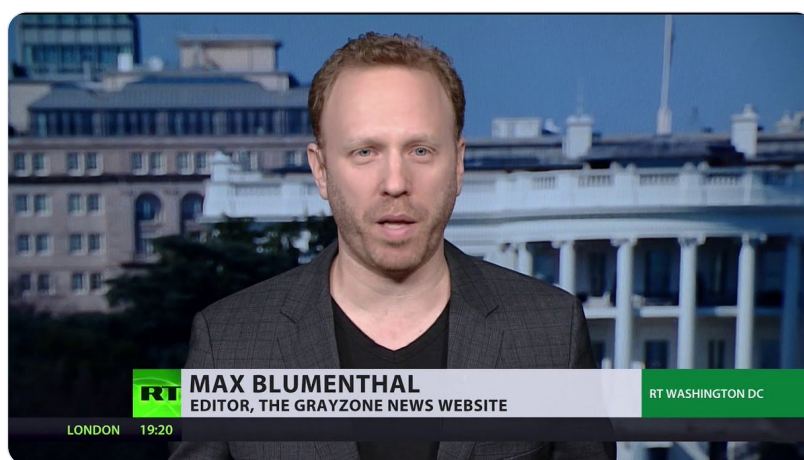 RT
MAX BLUMENTHAL
EDITOR, THE GRAYZONE NEWS WEBSITE
RT WASHINGTON DC
LONDON 19:20